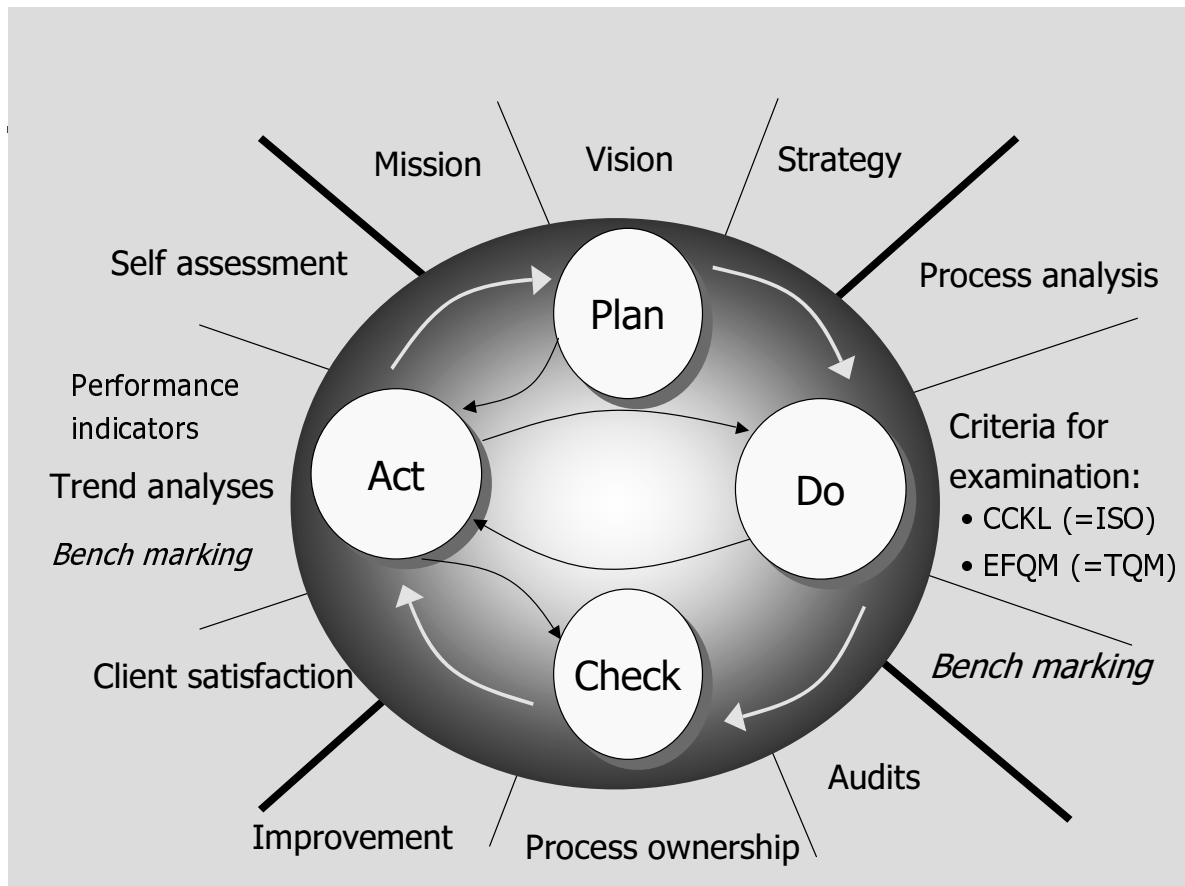 Mission
Vision
Strategy
Self assessment
Process analysis
Plan
Performance
indicators
Trend analyses
Bench marking
Act
Do
Criteria for
examination:
• CCKL (=ISO)
• EFQM (=TQM)
Client satisfaction
Check
Bench marking
Audits
Improvement
Process ownership